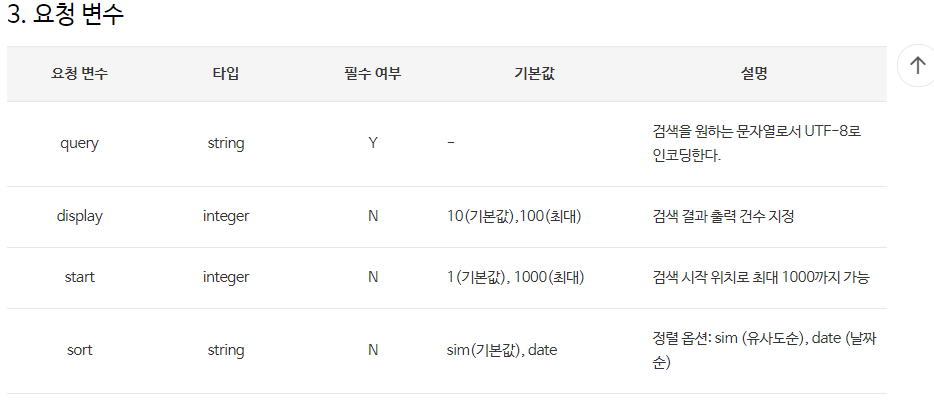 3. 요청 변수
요청 변수 타입 필수 여부 기본값 설명
query string Y - 검색을 원하는 문자열로서 UTF-8로
인코딩한다.
display integer N 10(기본값),100(최대) 검색 결과 출력 건수 지정
start integer N 1(기본값), 1000(최대) 검색 시작 위치로 최대 1000까지 가능
sort string N sim(기본값), date 정렬 옵션: sim (유사도순), date (날짜
순)